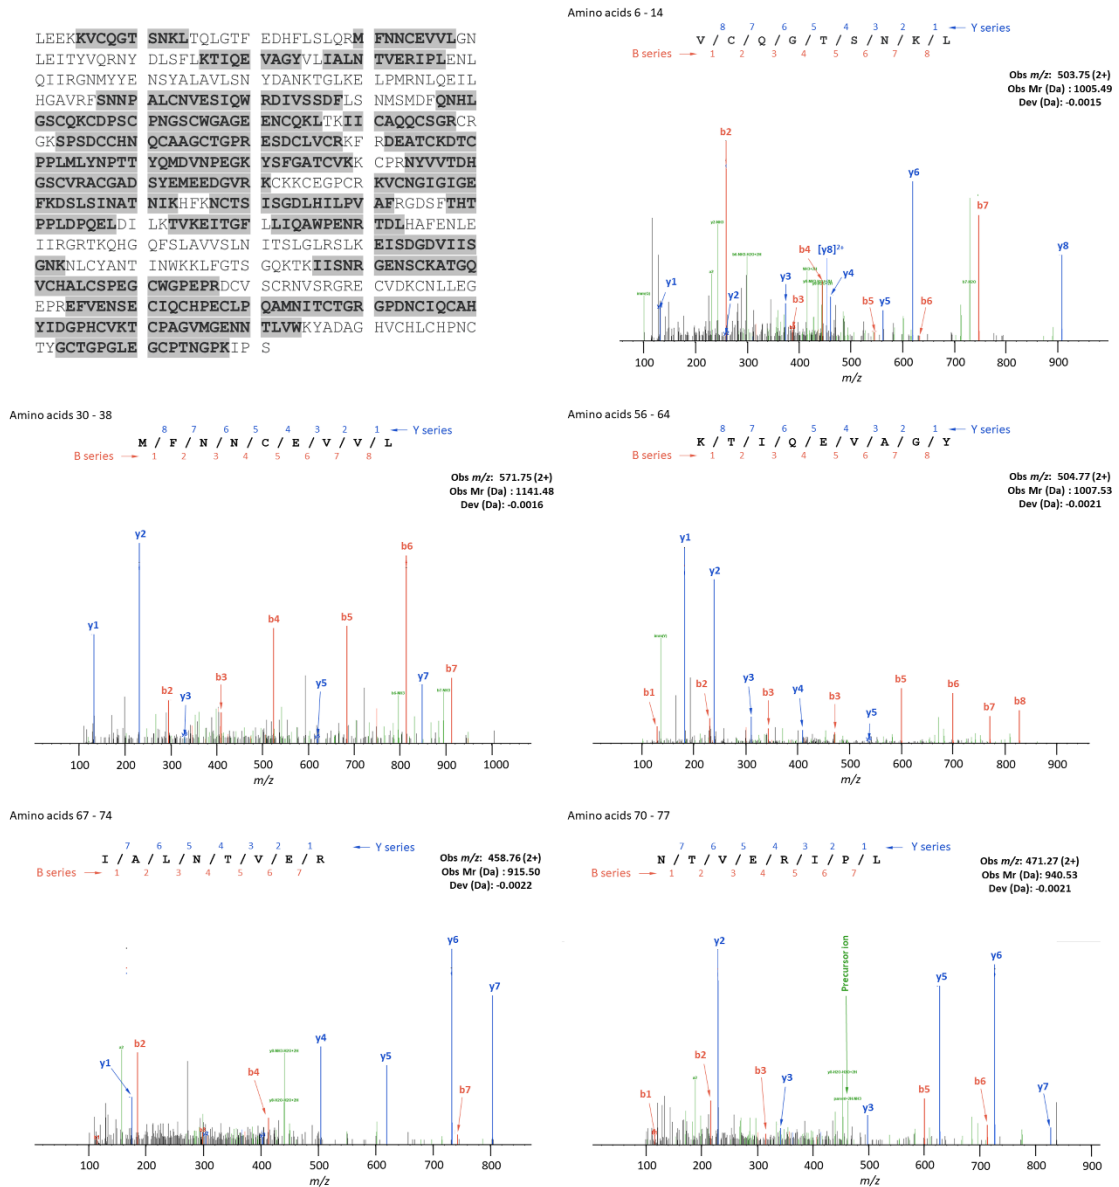 LEEKKVCQGT SNKLTQLGTF EDHFLSLQRM FNNCEVVLGN
LEITYVQRNY DLSFLKTIQE VAGYVLIALN TVERIPLENL
QIIRGNMYYE NSYALAVLSN YDANKTGLKE LPMRNLQEIL
HGAVRFSNNP ALCNVESIQW RDIVSSDFLS NMSMDFQNHL
GSCQKCDPSC PNGSCWGAGE ENCQKLTKII CAQQCSGRCR
GKSPSDCCHN QCAAGCTGPR ESDCLVCRKF RDEATCKDTC
PPLMLYNPTT YQMDVNPEGK YSFGATCVKK CPRNYVVTDH
GSCVRACGAD SYEMEEDGVR KCKKCEGPCR KVCNGIGIGE
FKDSLSINAT NIKHFKNCTS ISGDLHILPV AFRGDSFTHT
PPLDPQELDI LKTVKEITGF LLIQAWPENR TDLHAFENLE
IIRGRTKQHG QFSLAVVSLN ITSLGLRSLK EISDGDVIIS
GNKNLCYANT INWKKLFGTS GQKTKIISNR GENSCKATGQ
VCHALCSPEG CWGPEPRDCV SCRNVSRGRE CVDKCNLLEG
EPREFVENSE CIQCHPECLP QAMNITCTGR GPDNCIQCAH
YIDGPHCVKT CPAGVMGENN TLVWKYADAG HVCHLCHPNC
TYGCTGPGLE GCPTNGPKIP S
Amino acids 6 - 14
8 7 6 5 4 3 2 1 ← Y series
V / C / Q / G / T / S / N / K / L
B series → 1 2 3 4 5 6 7 8
Obs m/z: 503.75 (2+)
Obs Mr (Da) : 1005.49
Dev (Da): -0.0015
b2
y6
b7
b4 [y8]2+
y8
y1
y2
y3
y4
b3
b5
y5
b6
100 200 300 400 500 600 700 800 900
m/z
Amino acids 30 - 38
8 7 6 5 4 3 2 1 ← Y series
M / F / N / N / C / E / V / V / L
B series → 1 2 3 4 5 6 7 8
Obs m/z: 571.75 (2+)
Obs Mr (Da) : 1141.48
Dev (Da): -0.0016
y2
b6
y1
b4
b5
b3
b2
y3
y5
y7
b7
100 200 300 400 500 600 700 800 900 1000
m/z
Amino acids 56 - 64
8 7 6 5 4 3 2 1 ← Y series
K / T / I / Q / E / V / A / G / Y
B series → 1 2 3 4 5 6 7 8
Obs m/z: 504.77 (2+)
Obs Mr (Da) : 1007.53
Dev (Da): -0.0021
y1
y2
b1
b2
y3
b3
y4
b3
y5
b5
b6
b7
b8
100 200 300 400 500 600 700 800 900
m/z
Amino acids 67 - 74
7 6 5 4 3 2 1 ← Y series
I / A / L / N / T / V / E / R
B series → 1 2 3 4 5 6 7
Obs m/z: 458.76 (2+)
Obs Mr (Da) : 915.50
Dev (Da): -0.0022
y6
y7
b2
y1
b4
y4
y5
b7
100 200 300 400 500 600 700 800
m/z
Amino acids 70 - 77
7 6 5 4 3 2 1 ← Y series
N / T / V / E / R / I / P / L
B series → 1 2 3 4 5 6 7
Obs m/z: 471.27 (2+)
Obs Mr (Da): 940.53
Dev (Da): -0.0021
y2
Precursor ion
y6
y5
b2
b1
b3
y3
y3
b5
b6
y7
100 200 300 400 500 600 700 800 900
m/z